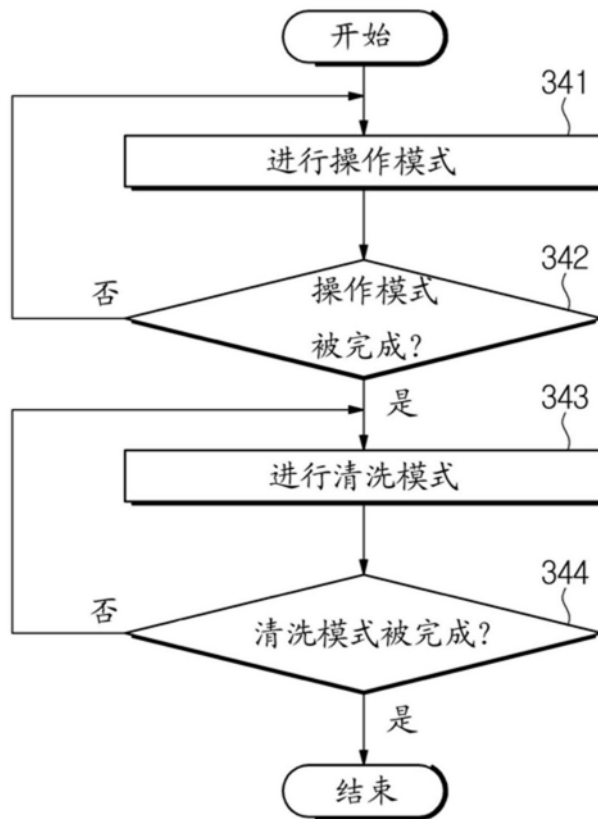 开始
341
进行操作模式
342
操作模式
否
被完成?
是
343
进行清洗模式
344
否
清洗模式被完成?
是
结束